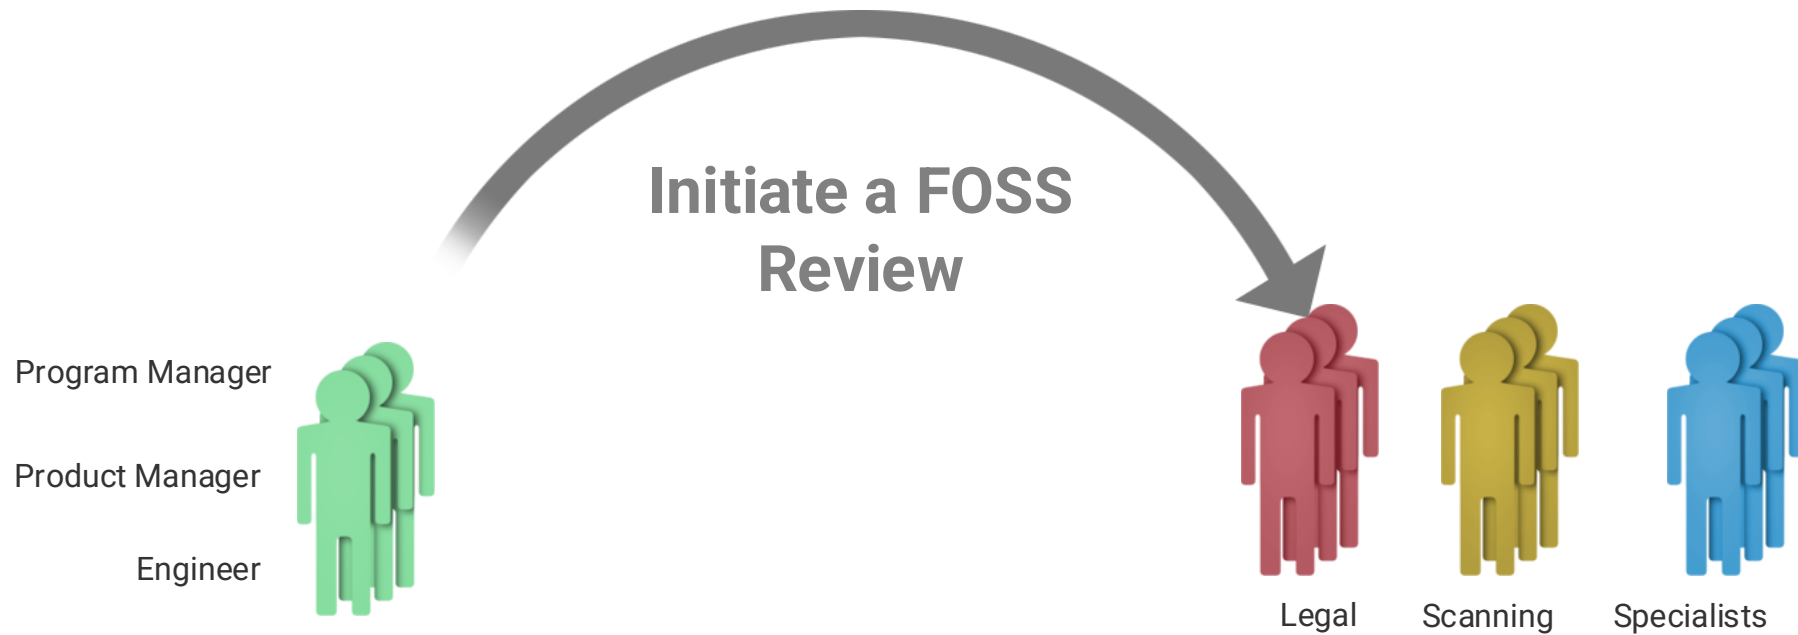 Initiate a FOSS
Review
Program Manager
Product Manager
Engineer
Legal
Scanning
Specialists